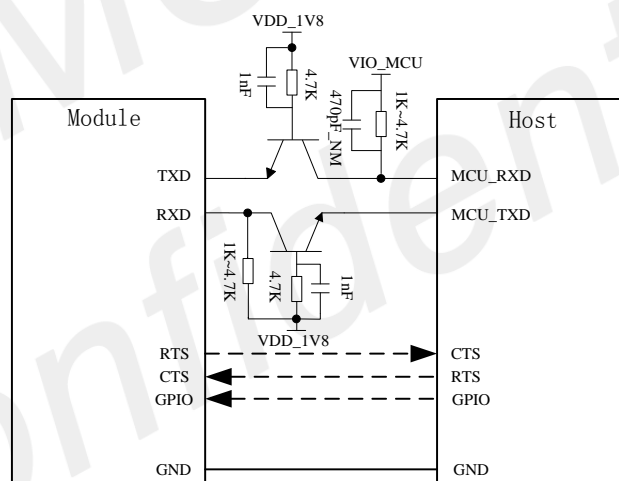 VDD_1V8
VIO_MCU
1nF
4.7K
470pF_NM
1K~4.7K
Module
Host
TXD
MCU_RXD
RXD
MCU_TXD
1K~4.7K
4.7K
1nF
VDD_1V8
RTS
CTS
CTS
RTS
GPIO
GPIO
GND
GND